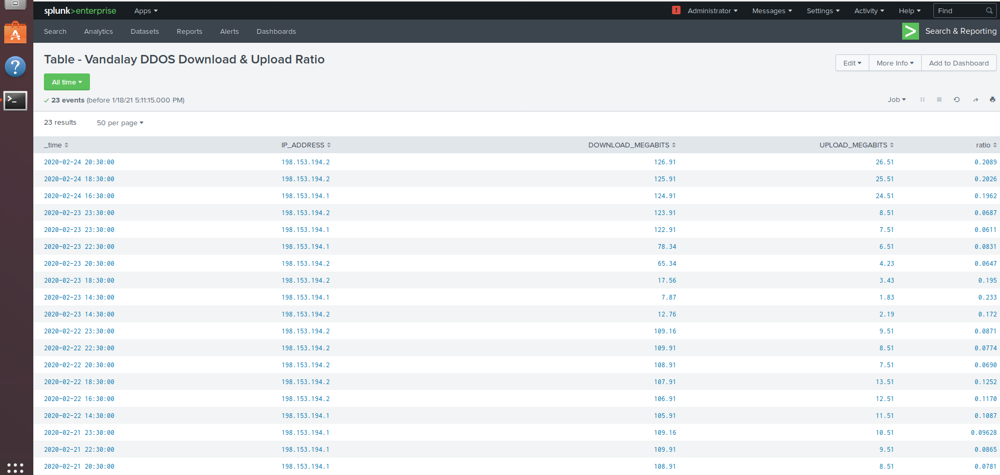 splunk>enterprise Apps ! Administrator Messages Settings Activity Help Find
Search Analytics Datasets Reports Alerts Dashboards > Search & Reporting
Table - Vandalay DDOS Download & Upload Ratio
Edit More Info Add to Dashboard
All time
✓ 23 events (before 1/18/21 5:11:15.000 PM) Job
23 results 50 per page
_time IP_ADDRESS DOWNLOAD_MEGABITS UPLOAD_MEGABITS ratio
2020-02-24 20:30:00 198.153.194.2 126.91 26.51 0.2089
2020-02-24 18:30:00 198.153.194.2 125.91 25.51 0.2026
2020-02-24 16:30:00 198.153.194.1 124.91 24.51 0.1962
2020-02-23 23:30:00 198.153.194.2 123.91 8.51 0.0687
2020-02-23 23:30:00 198.153.194.1 122.91 7.51 0.0611
2020-02-23 22:30:00 198.153.194.1 78.34 6.51 0.0831
2020-02-23 20:30:00 198.153.194.2 65.34 4.23 0.0647
2020-02-23 18:30:00 198.153.194.2 17.56 3.43 0.195
2020-02-23 14:30:00 198.153.194.1 7.87 1.83 0.233
2020-02-23 14:30:00 198.153.194.2 12.76 2.19 0.172
2020-02-22 23:30:00 198.153.194.2 109.16 9.51 0.0871
2020-02-22 22:30:00 198.153.194.2 109.91 8.51 0.0774
2020-02-22 20:30:00 198.153.194.2 108.91 7.51 0.0690
2020-02-22 18:30:00 198.153.194.2 107.91 13.51 0.1252
2020-02-22 16:30:00 198.153.194.2 106.91 12.51 0.1170
2020-02-22 14:30:00 198.153.194.1 105.91 11.51 0.1087
2020-02-21 23:30:00 198.153.194.1 109.16 10.51 0.09628
2020-02-21 22:30:00 198.153.194.1 109.91 9.51 0.0865
2020-02-21 20:30:00 198.153.194.1 108.91 8.51 0.0781